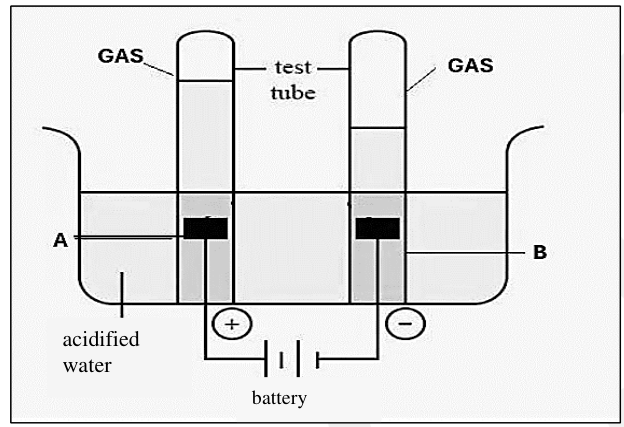 GAS
test
tube
GAS
A
B
+
−
acidified
water
battery